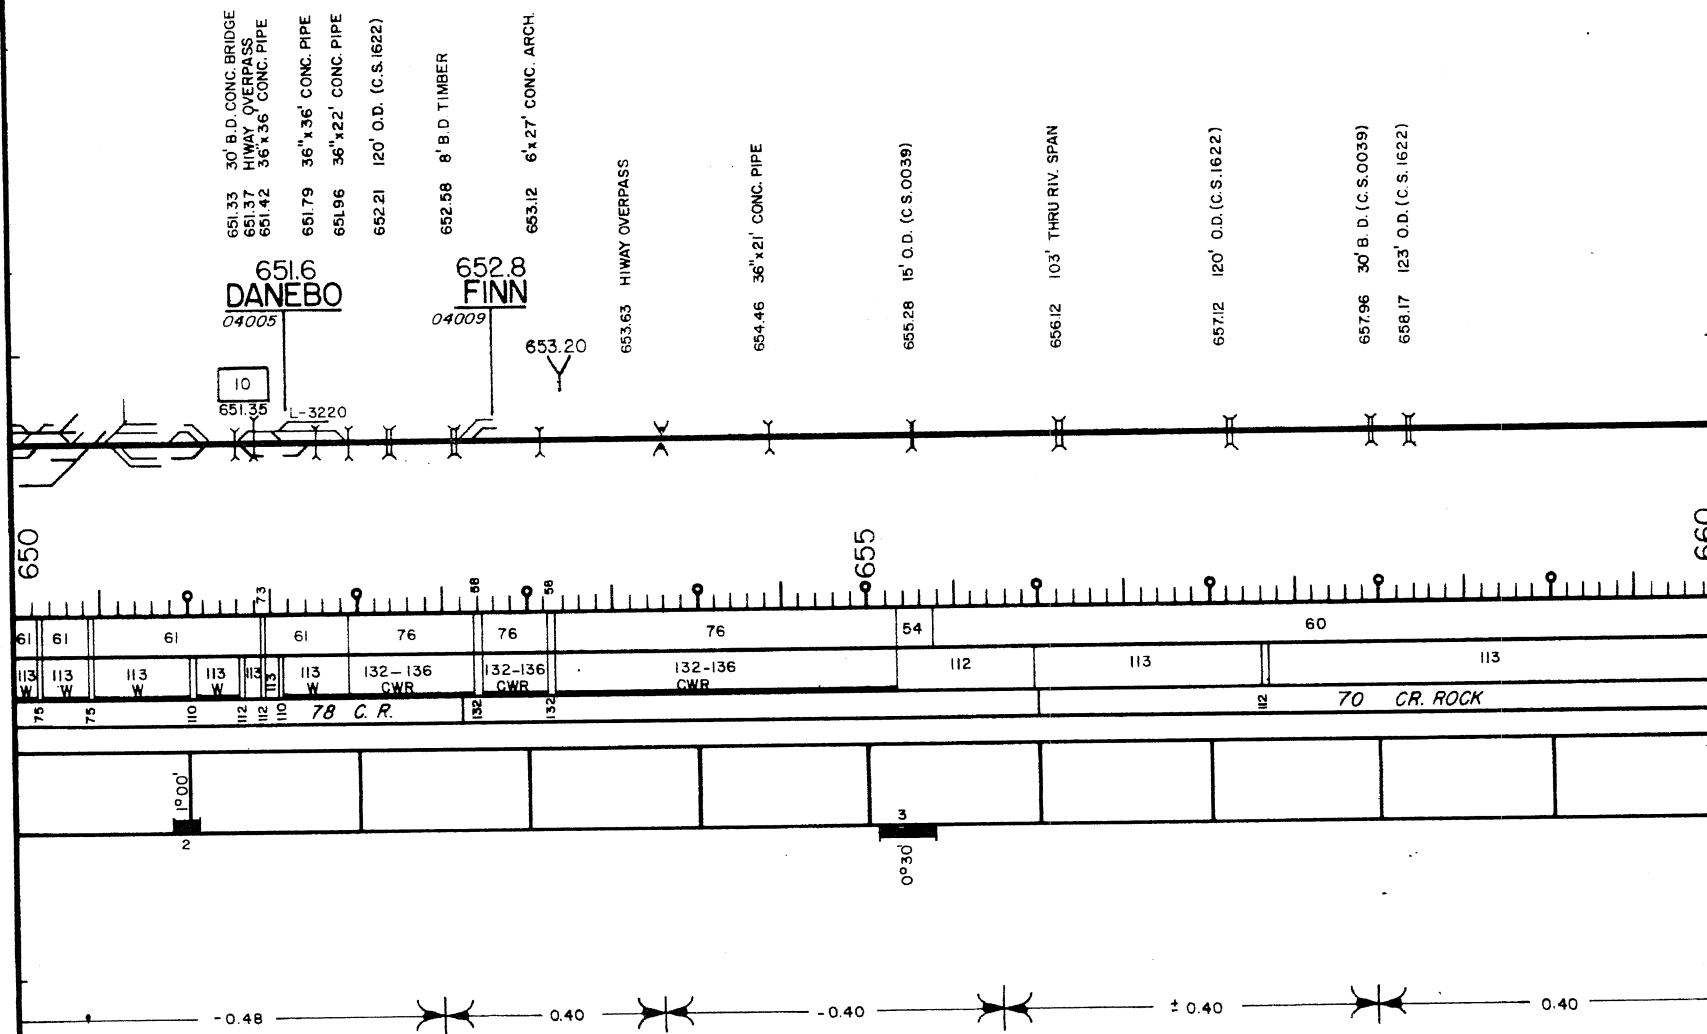 651.33 30' B.D. CONC. BRIDGE
651.37 HIWAY OVERPASS
651.42 36"x36' CONC. PIPE
651.79 36"x36' CONC. PIPE
651.96 36"x22' CONC. PIPE
652.21 120' O.D. (C.S.1622)
652.58 8' B.D TIMBER
653.12 6'x27' CONC. ARCH.
653.63 HIWAY OVERPASS
654.46 36"x21' CONC. PIPE
655.28 15' O.D. (C.S.0039)
656.12 103' THRU RIV. SPAN
657.12 120' O.D. (C.S.1622)
657.96 30' B.D. (C.S.0039)
658.17 123' O.D. (C.S.1622)
651.6
DANEBO
04005
652.8
FINN
04009
653.20
10
651.35
L-3220
650
655
660
73
58
58
61 61 61 61 76 76 76 54 60
113 113 113 113 113 113 113 132-136 132-136 132-136 112 113 113
W W W W W CWR CWR CWR
75 75 110 112 112 110 78 C. R. 132 132 112 70 CR. ROCK
1°00'
2
3
0°30'
-0.48 0.40 -0.40 ± 0.40 0.40